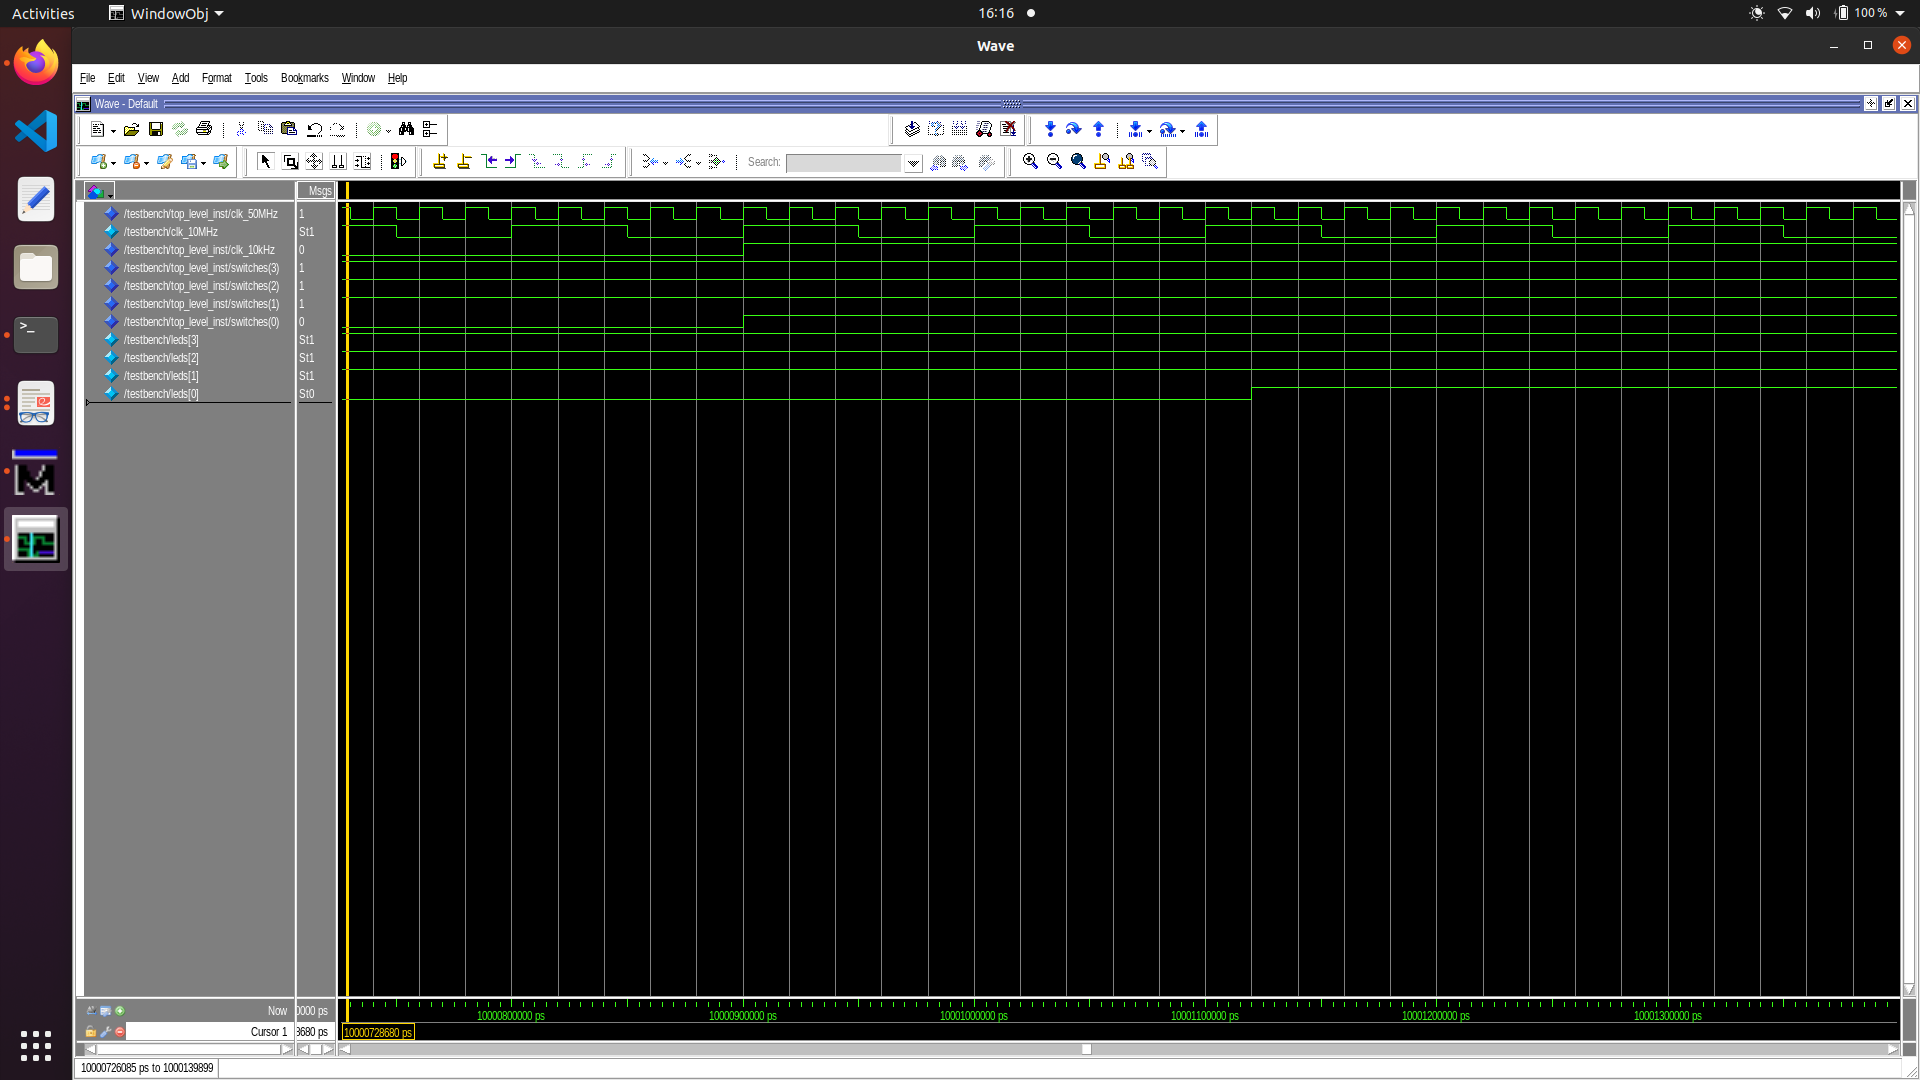 Activities WindowObj 16:16 100 %
Wave
File Edit View Add Format Tools Bookmarks Window Help
Wave - Default
Search:
Msgs
/testbench/top_level_inst/clk_50MHz 1
/testbench/clk_10MHz St1
/testbench/top_level_inst/clk_10kHz 0
/testbench/top_level_inst/switches(3) 1
/testbench/top_level_inst/switches(2) 1
/testbench/top_level_inst/switches(1) 1
/testbench/top_level_inst/switches(0) 0
/testbench/leds[3] St1
/testbench/leds[2] St1
/testbench/leds[1] St1
/testbench/leds[0] St0
Now 0000 ps 10000800000 ps 10000900000 ps 10001000000 ps 10001100000 ps 10001200000 ps 10001300000 ps
Cursor 1 8680 ps 10000728680 ps
10000726085 ps to 1000139899